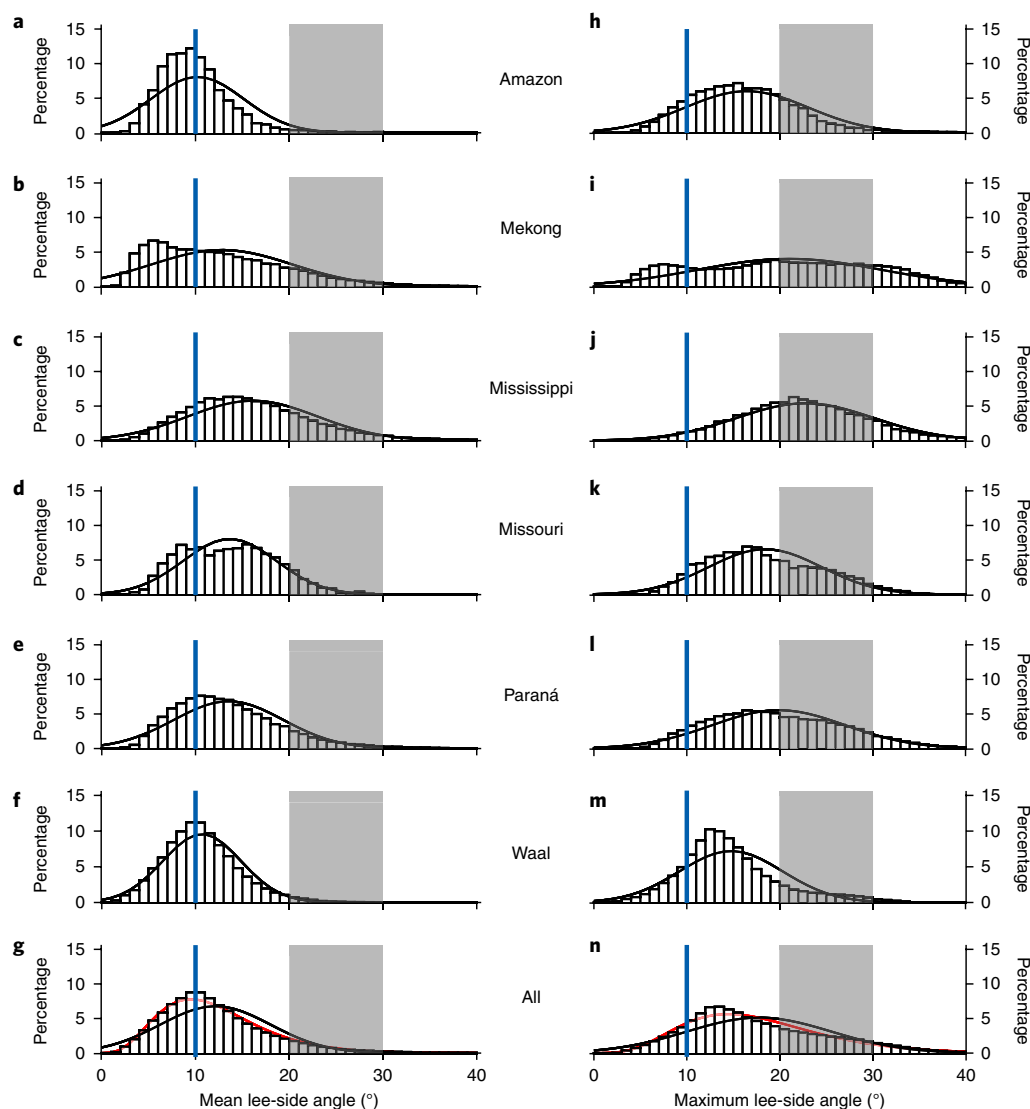 a
15
10
5
0
Percentage
Amazon
h
15
10
5
0
Percentage
b
15
10
5
0
Percentage
Mekong
i
15
10
5
0
Percentage
c
15
10
5
0
Percentage
Mississippi
j
15
10
5
0
Percentage
d
15
10
5
0
Percentage
Missouri
k
15
10
5
0
Percentage
e
15
10
5
0
Percentage
Paraná
l
15
10
5
0
Percentage
f
15
10
5
0
Percentage
Waal
m
15
10
5
0
Percentage
g
15
10
5
0
Percentage
All
n
15
10
5
0
Percentage
0 10 20 30 40
Mean lee-side angle (°)
0 10 20 30 40
Maximum lee-side angle (°)